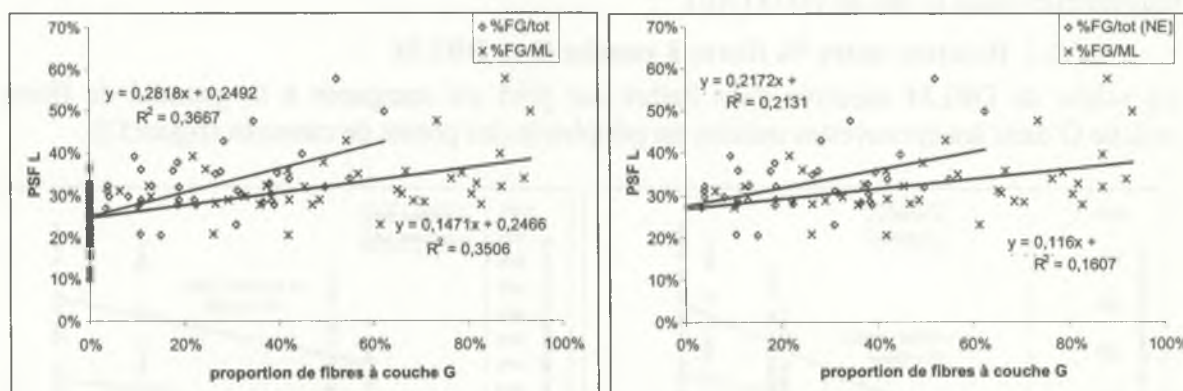 70%
60%
50%
40%
30%
20%
10%
0%
PSF L
◇ %FG/tot
× %FG/ML
y = 0,2818x + 0,2492
R² = 0,3667
y = 0,1471x + 0,2466
R² = 0,3506
0% 20% 40% 60% 80% 100%
proportion de fibres à couche G
70%
60%
50%
40%
30%
20%
10%
0%
PSF L
◇ %FG/tot (NE)
× %FG/ML
y = 0,2172x +
R² = 0,2131
y = 0,116x +
R² = 0,1607
0% 20% 40% 60% 80% 100%
proportion de fibres à couche G